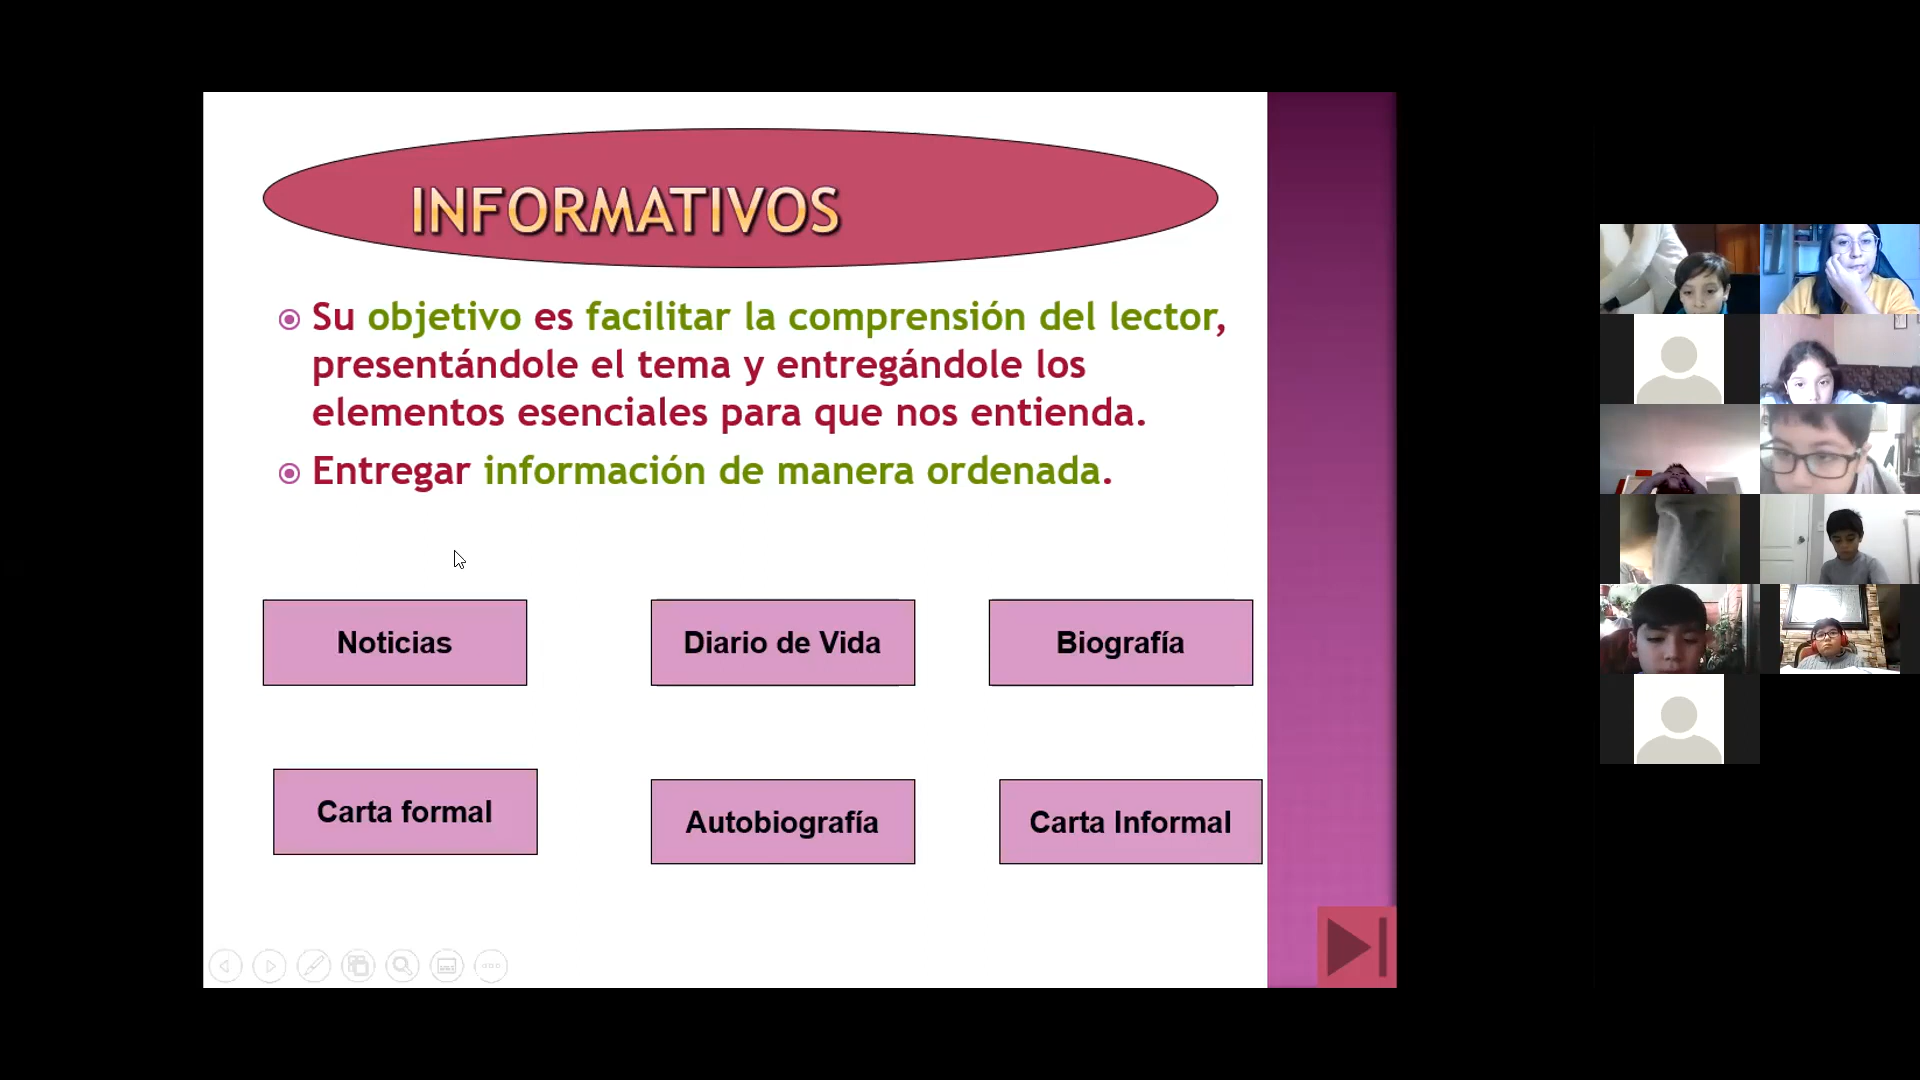 INFORMATIVOS
Su objetivo es facilitar la comprensión del lector,
presentándole el tema y entregándole los
elementos esenciales para que nos entienda.
Entregar información de manera ordenada.
Noticias
Diario de Vida
Biografía
Carta formal
Autobiografía
Carta Informal